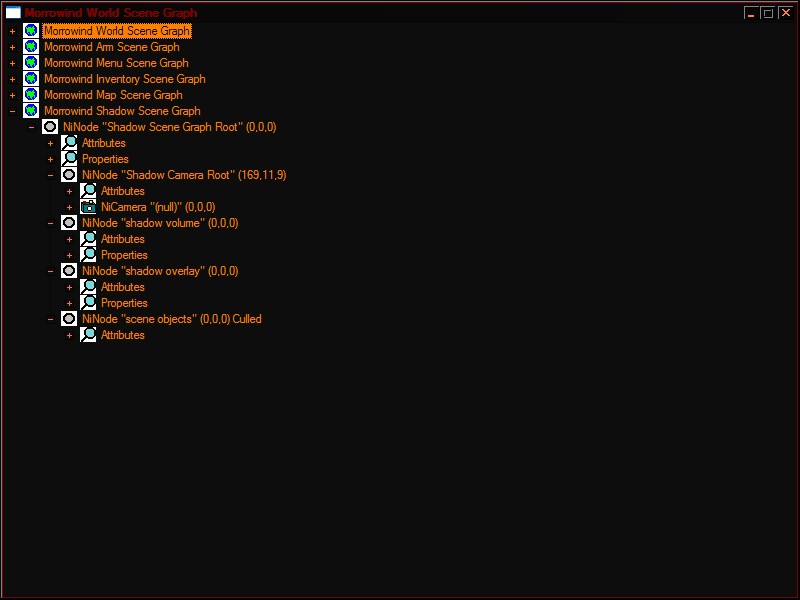 Morrowind World Scene Graph
Morrowind World Scene Graph
Morrowind Arm Scene Graph
Morrowind Menu Scene Graph
Morrowind Inventory Scene Graph
Morrowind Map Scene Graph
Morrowind Shadow Scene Graph
NiNode "Shadow Scene Graph Root" (0,0,0)
Attributes
Properties
NiNode "Shadow Camera Root" (169,11,9)
Attributes
NiCamera "(null)" (0,0,0)
NiNode "shadow volume" (0,0,0)
Attributes
Properties
NiNode "shadow overlay" (0,0,0)
Attributes
Properties
NiNode "scene objects" (0,0,0) Culled
Attributes